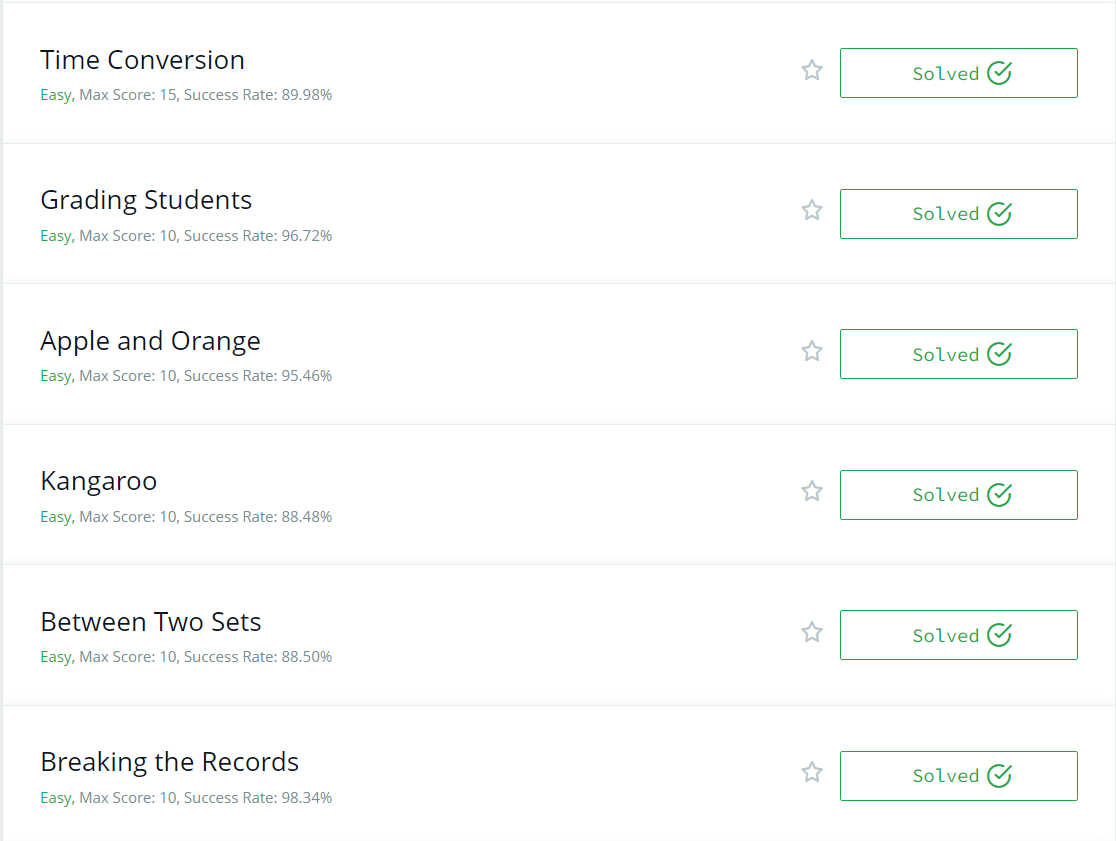 Time Conversion
Easy, Max Score: 15, Success Rate: 89.98%
Solved
Grading Students
Easy, Max Score: 10, Success Rate: 96.72%
Solved
Apple and Orange
Easy, Max Score: 10, Success Rate: 95.46%
Solved
Kangaroo
Easy, Max Score: 10, Success Rate: 88.48%
Solved
Between Two Sets
Easy, Max Score: 10, Success Rate: 88.50%
Solved
Breaking the Records
Easy, Max Score: 10, Success Rate: 98.34%
Solved